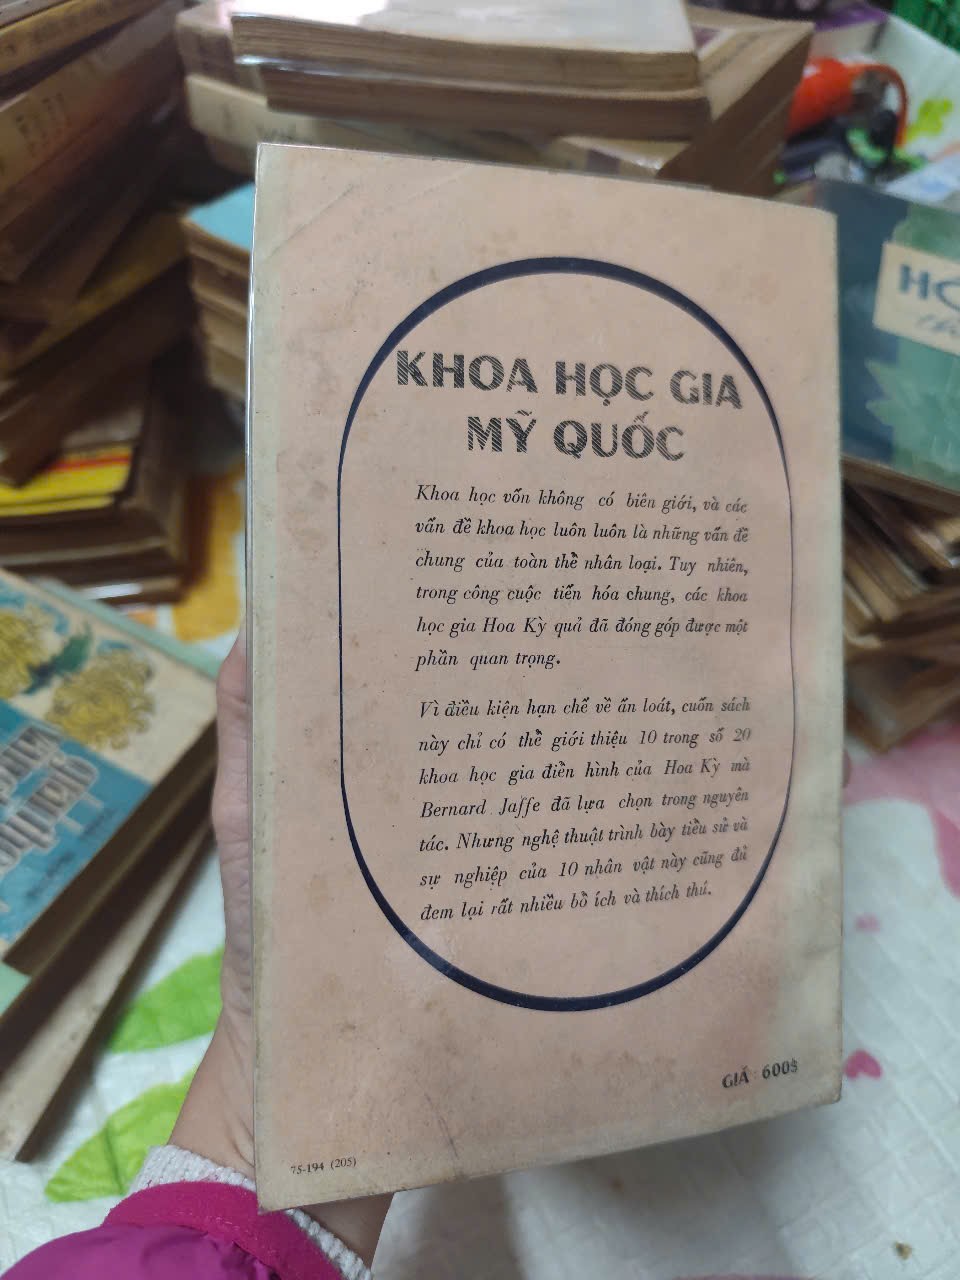 KHOA HỌC GIA
MỸ QUỐC
Khoa học vốn không có biên giới, và các
vấn đề khoa học luôn luôn là những vấn đề
chung của toàn thể nhân loại. Tuy nhiên,
trong công cuộc tiến hóa chung, các khoa
học gia Hoa Kỳ quả đã đóng góp được một
phần quan trọng.
Vì điều kiện hạn chế về ấn loát, cuốn sách
này chỉ có thể giới thiệu 10 trong số 20
khoa học gia điển hình của Hoa Kỳ mà
Bernard Jaffe đã lựa chọn trong nguyên
tác. Nhưng nghệ thuật trình bày tiểu sử và
sự nghiệp của 10 nhân vật này cũng đủ
đem lại rất nhiều bổ ích và thích thú.
GIÁ : 600$
75-194 (205)